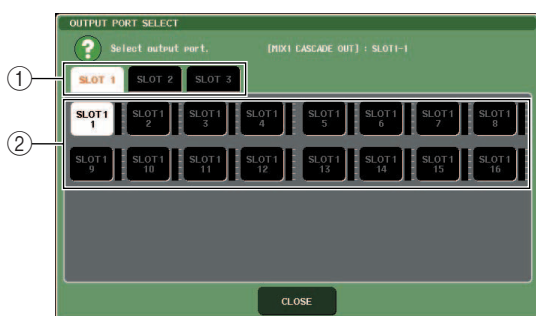 OUTPUT PORT SELECT
? Select output port. [MIX1 CASCADE OUT] : SLOT1-1
① SLOT 1 SLOT 2 SLOT 3
② SLOT1 1 SLOT1 2 SLOT1 3 SLOT1 4 SLOT1 5 SLOT1 6 SLOT1 7 SLOT1 8
SLOT1 9 SLOT1 10 SLOT1 11 SLOT1 12 SLOT1 13 SLOT1 14 SLOT1 15 SLOT1 16
CLOSE